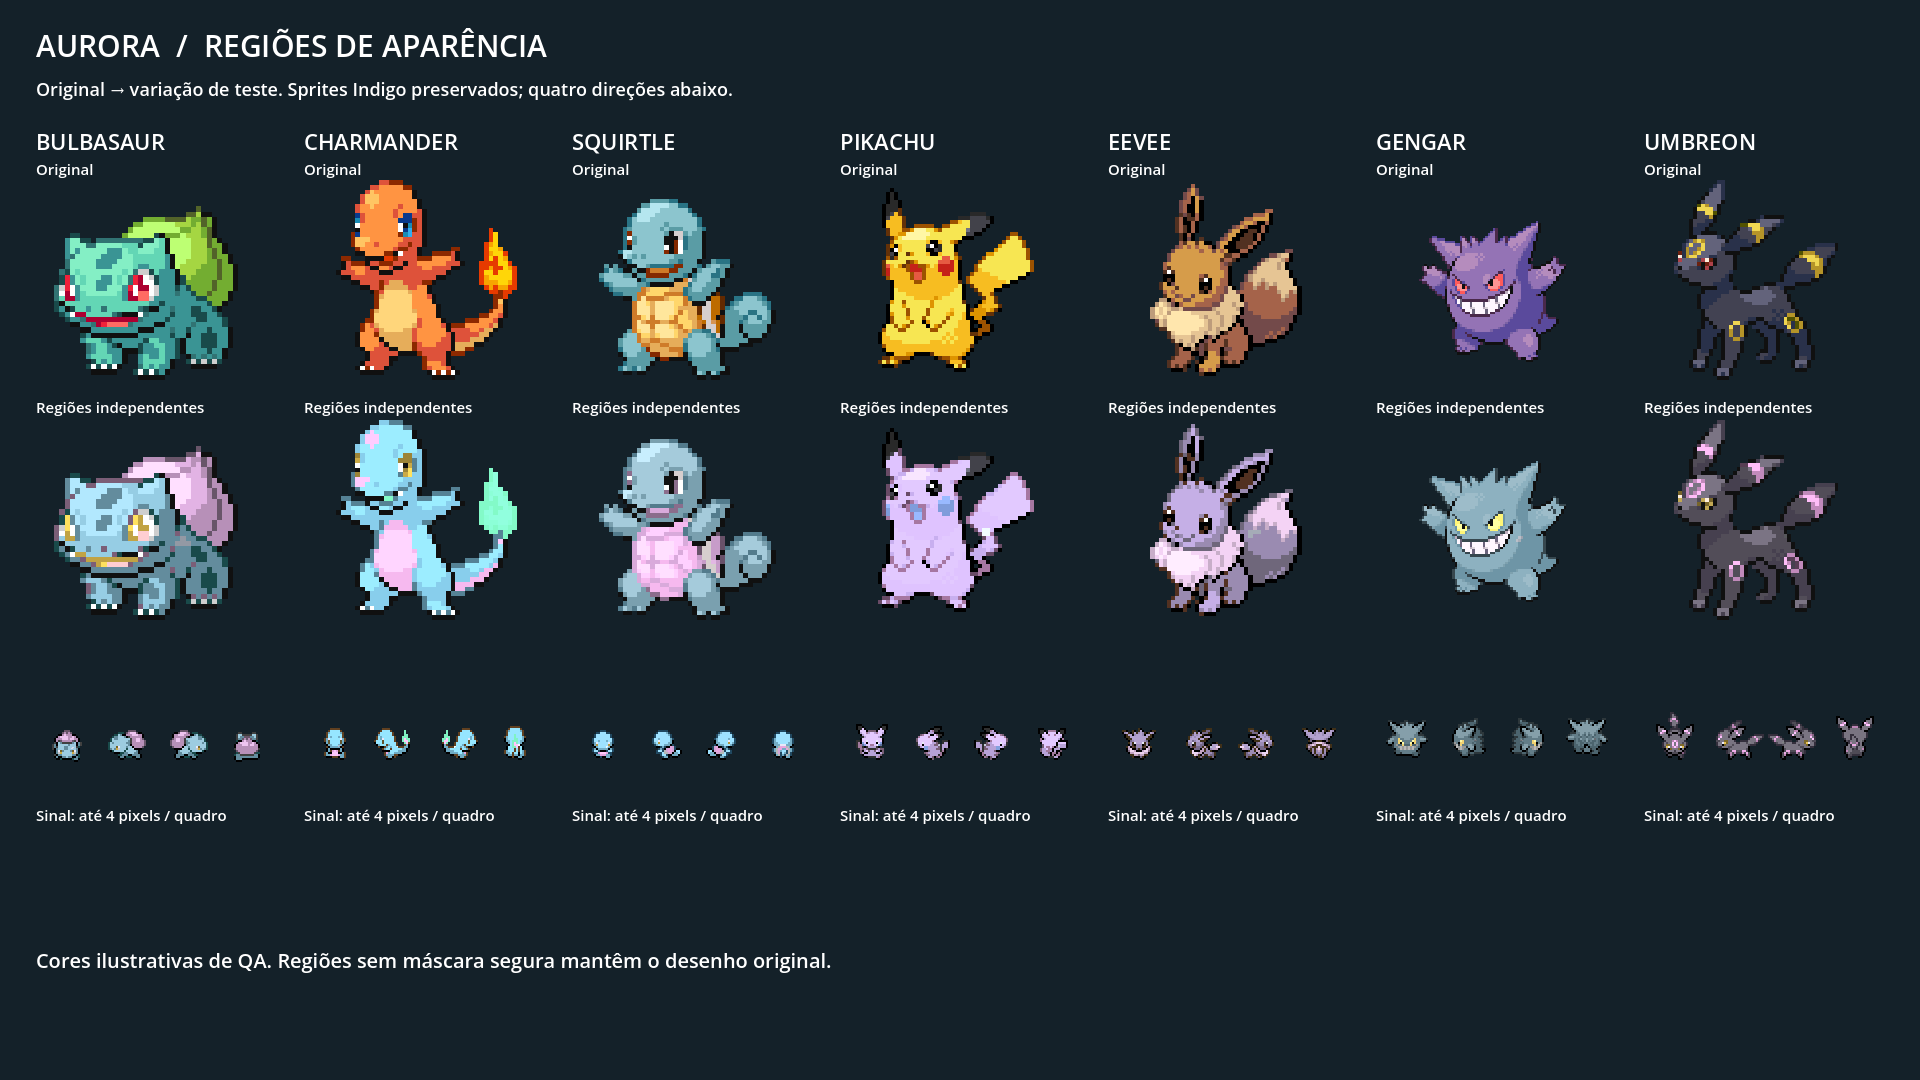 AURORA / REGIÕES DE APARÊNCIA
Original → variação de teste. Sprites Indigo preservados; quatro direções abaixo.
BULBASAUR CHARMANDER SQUIRTLE PIKACHU EEVEE GENGAR UMBREON
Original Original Original Original Original Original Original
Regiões independentes Regiões independentes Regiões independentes Regiões independentes Regiões independentes Regiões independentes Regiões independentes
Sinal: até 4 pixels / quadro Sinal: até 4 pixels / quadro Sinal: até 4 pixels / quadro Sinal: até 4 pixels / quadro Sinal: até 4 pixels / quadro Sinal: até 4 pixels / quadro Sinal: até 4 pixels / quadro
Cores ilustrativas de QA. Regiões sem máscara segura mantêm o desenho original.